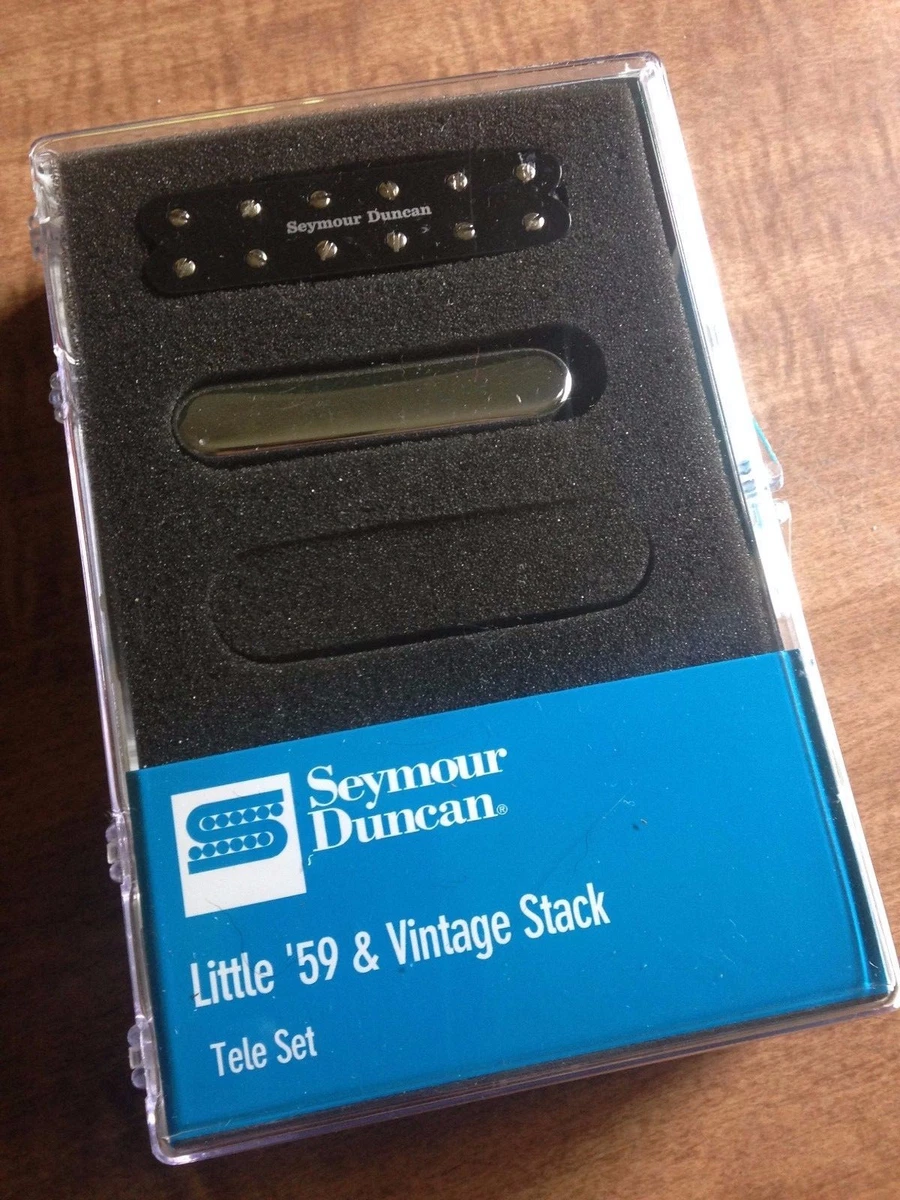 Seymour Duncan
Seymour
Duncan®
Little '59 & Vintage Stack
Tele Set